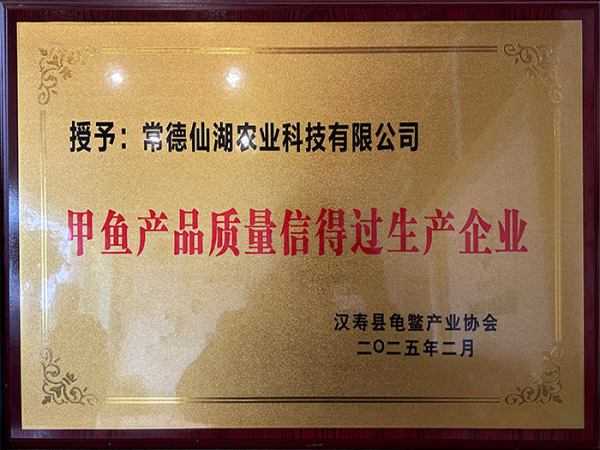 授予：常德仙湖农业科技有限公司
甲鱼产品质量信得过生产企业
汉寿县龟鳖产业协会
二〇二五年二月